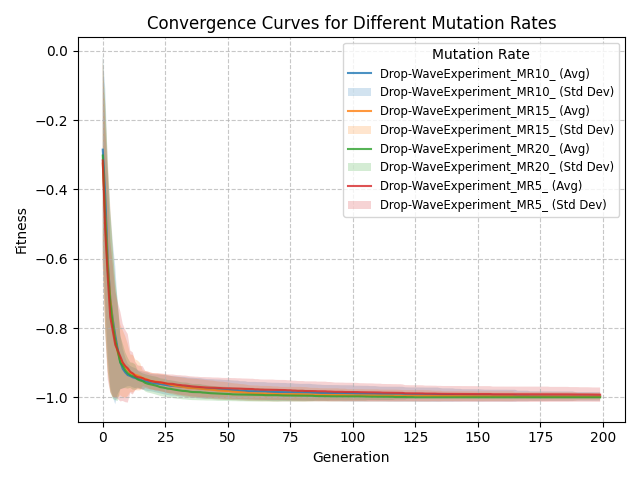 Convergence Curves for Different Mutation Rates
Mutation Rate
Drop-WaveExperiment_MR10_ (Avg)
Drop-WaveExperiment_MR10_ (Std Dev)
Drop-WaveExperiment_MR15_ (Avg)
Drop-WaveExperiment_MR15_ (Std Dev)
Drop-WaveExperiment_MR20_ (Avg)
Drop-WaveExperiment_MR20_ (Std Dev)
Drop-WaveExperiment_MR5_ (Avg)
Drop-WaveExperiment_MR5_ (Std Dev)
Fitness
0.0
−0.2
−0.4
−0.6
−0.8
−1.0
0 25 50 75 100 125 150 175 200
Generation